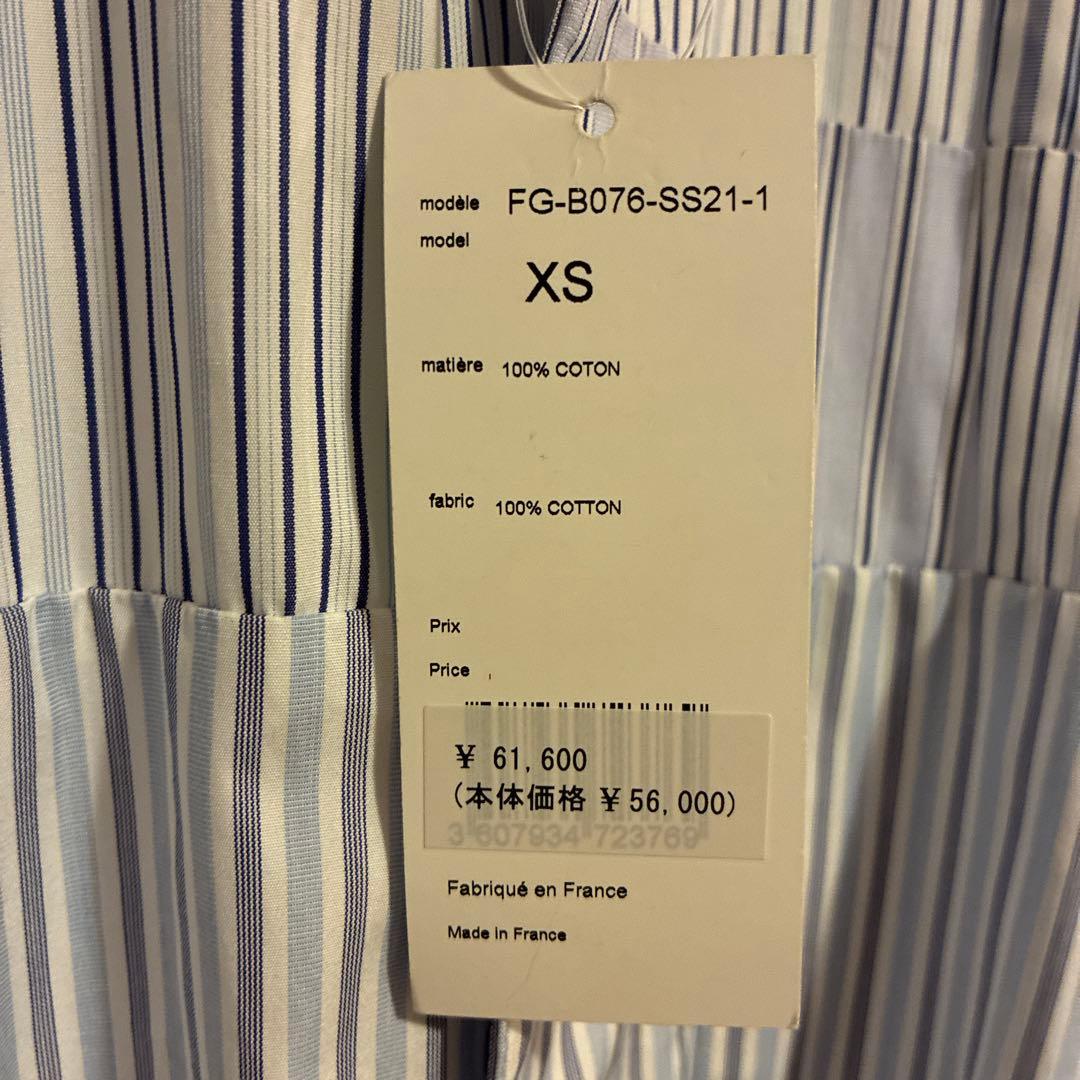 modèle FG-B076-SS21-1
model
XS
matière 100% COTON
fabric 100% COTTON
Prix
Price
¥ 61,600
(本体価格 ¥56,000)
3 607934 723769
Fabriqué en France
Made in France